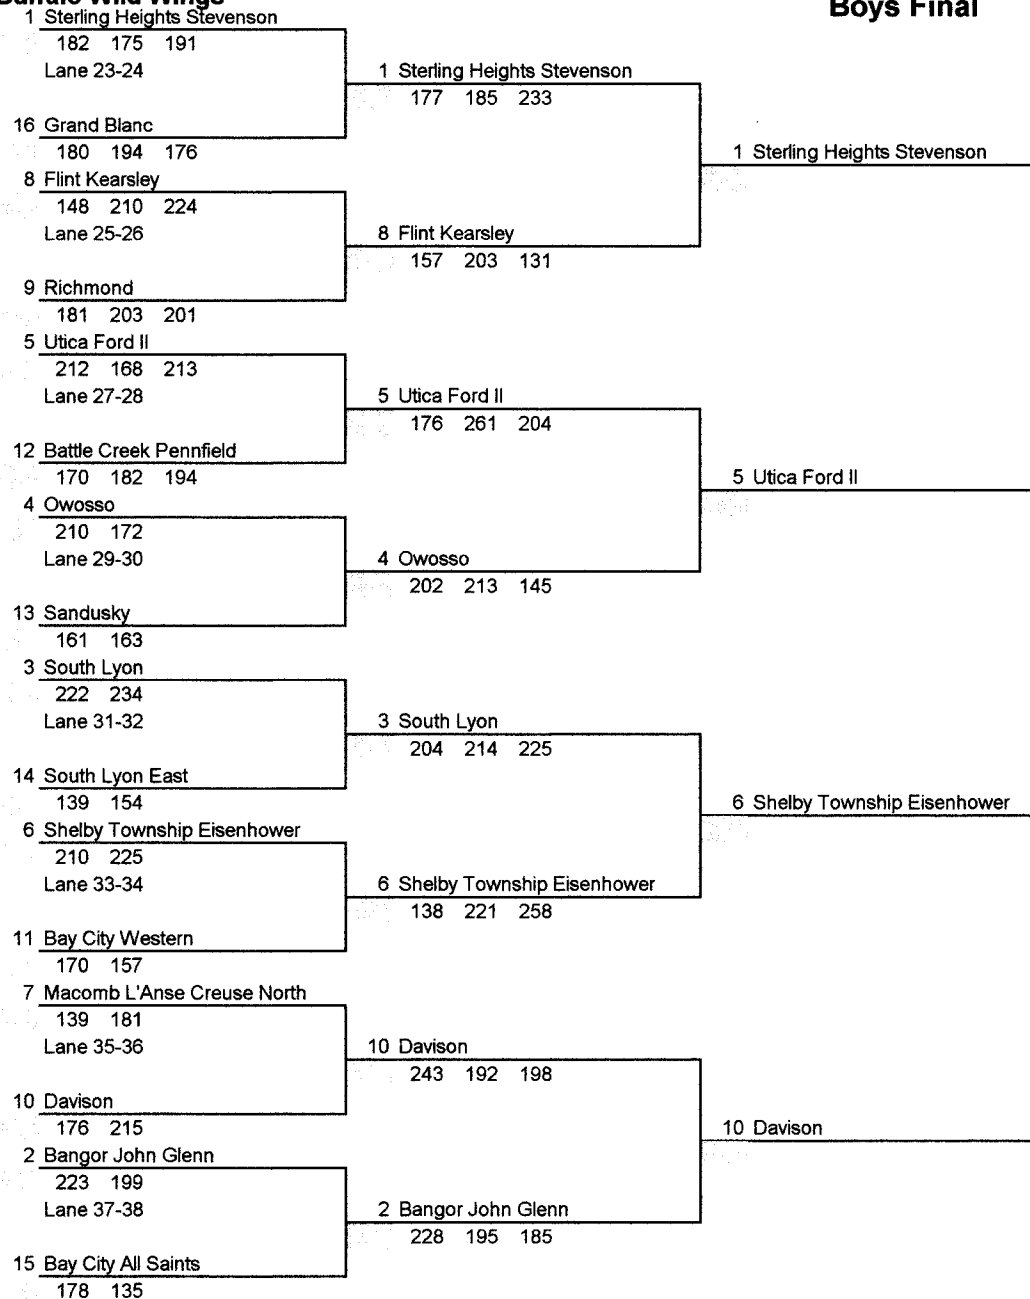 Buffalo Wild Wings
Boys Final
1 Sterling Heights Stevenson
182 175 191
Lane 23-24
1 Sterling Heights Stevenson
177 185 233
16 Grand Blanc
180 194 176
1 Sterling Heights Stevenson
8 Flint Kearsley
148 210 224
Lane 25-26
8 Flint Kearsley
157 203 131
9 Richmond
181 203 201
5 Utica Ford II
212 168 213
Lane 27-28
5 Utica Ford II
176 261 204
12 Battle Creek Pennfield
170 182 194
5 Utica Ford II
4 Owosso
210 172
Lane 29-30
4 Owosso
202 213 145
13 Sandusky
161 163
3 South Lyon
222 234
Lane 31-32
3 South Lyon
204 214 225
14 South Lyon East
139 154
6 Shelby Township Eisenhower
6 Shelby Township Eisenhower
210 225
Lane 33-34
6 Shelby Township Eisenhower
138 221 258
11 Bay City Western
170 157
7 Macomb L'Anse Creuse North
139 181
Lane 35-36
10 Davison
243 192 198
10 Davison
176 215
10 Davison
2 Bangor John Glenn
223 199
Lane 37-38
2 Bangor John Glenn
228 195 185
15 Bay City All Saints
178 135